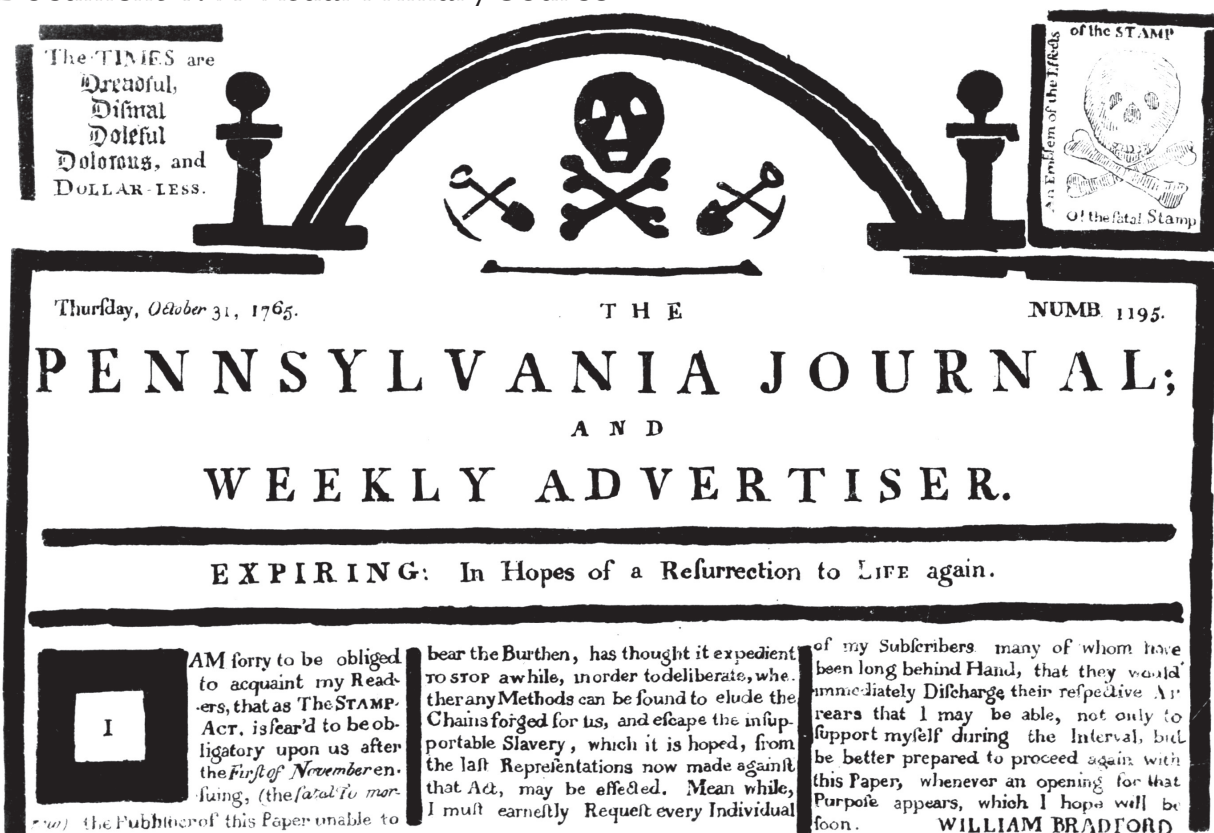 The TIMES are
Dreadful,
Diſmal
Doleful
Dolorous, and
DOLLAR-LESS.
An Emblem of the Effects
of the STAMP
O! the fatal Stamp
Thurſday, October 31, 1765.
THE
NUMB 1195.
PENNSYLVANIA JOURNAL;
AND
WEEKLY ADVERTISER.
EXPIRING: In Hopes of a Reſurrection to LIFE again.
I
AM ſorry to be obliged
to acquaint my Read-
ers, that as The STAMP-
ACT, is fear'd to be ob-
ligatory upon us after
the Firſt of November en-
ſuing, (the fatal To mor-
row) the Publiſher of this Paper unable to
bear the Burthen, has thought it expedient
TO STOP awhile, in order to deliberate, whe-
ther any Methods can be found to elude the
Chains forged for us, and eſcape the inſup-
portable Slavery, which it is hoped, from
the laſt Repreſentations now made againſt
that Act, may be effected. Mean while,
I muſt earneſtly Requeſt every Individual
of my Subſcribers many of whom have
been long behind Hand, that they would
immediately Diſcharge their reſpective Ar
rears that I may be able, not only to
ſupport myſelf during the Interval, but
be better prepared to proceed again with
this Paper, whenever an opening for that
Purpoſe appears, which I hope will be
ſoon. WILLIAM BRADFORD